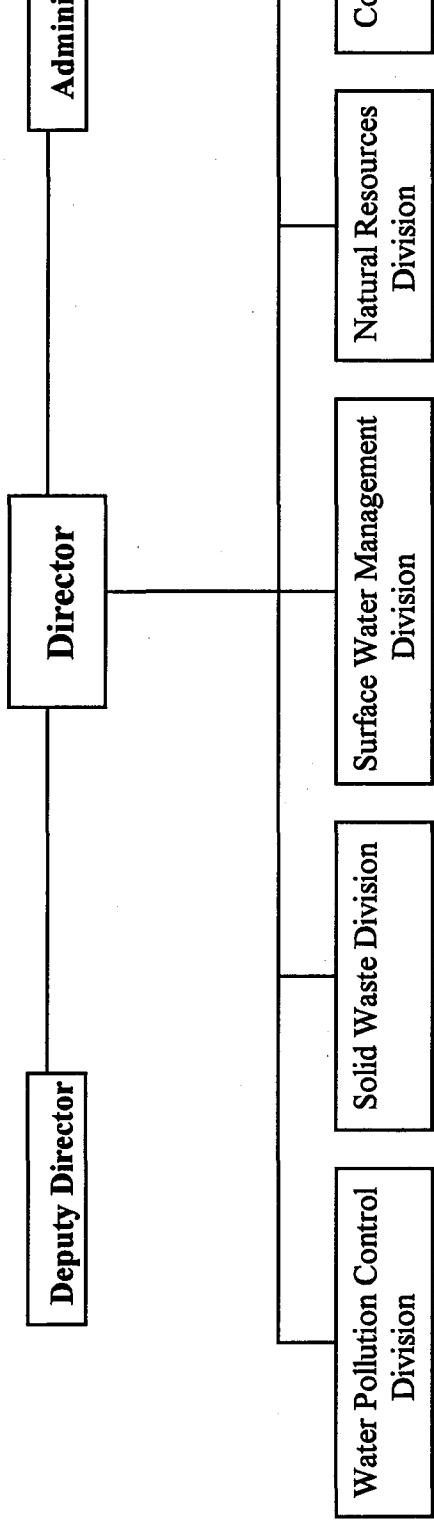 Director
Deputy Director
Water Pollution Control
Division
Solid Waste Division
Surface Water Management
Division
Natural Resources
Division